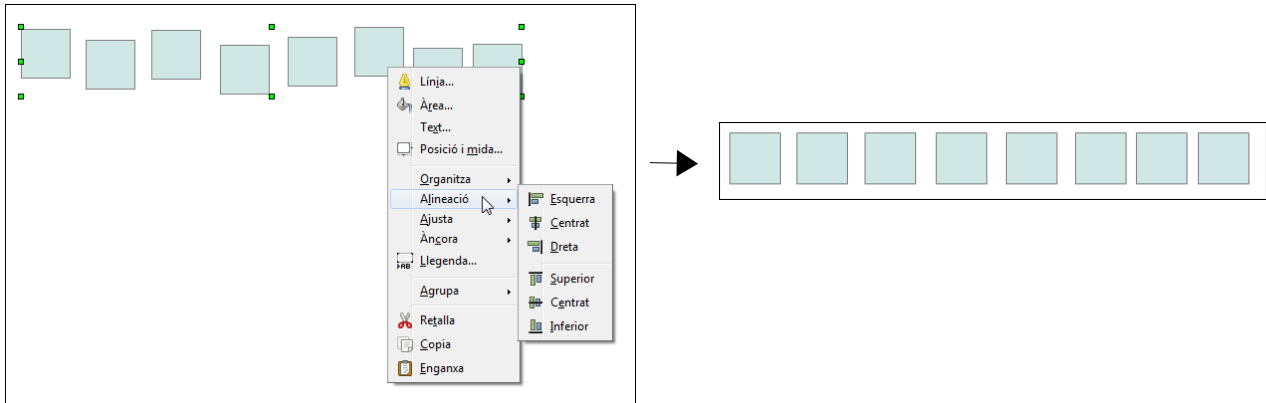 Línia...
Àrea...
Text...
Posició i mida...
Organitza
Alineació
Ajusta
Àncora
Llegenda...
Agrupa
Retalla
Copia
Enganxa
Esquerra
Centrat
Dreta
Superior
Centrat
Inferior